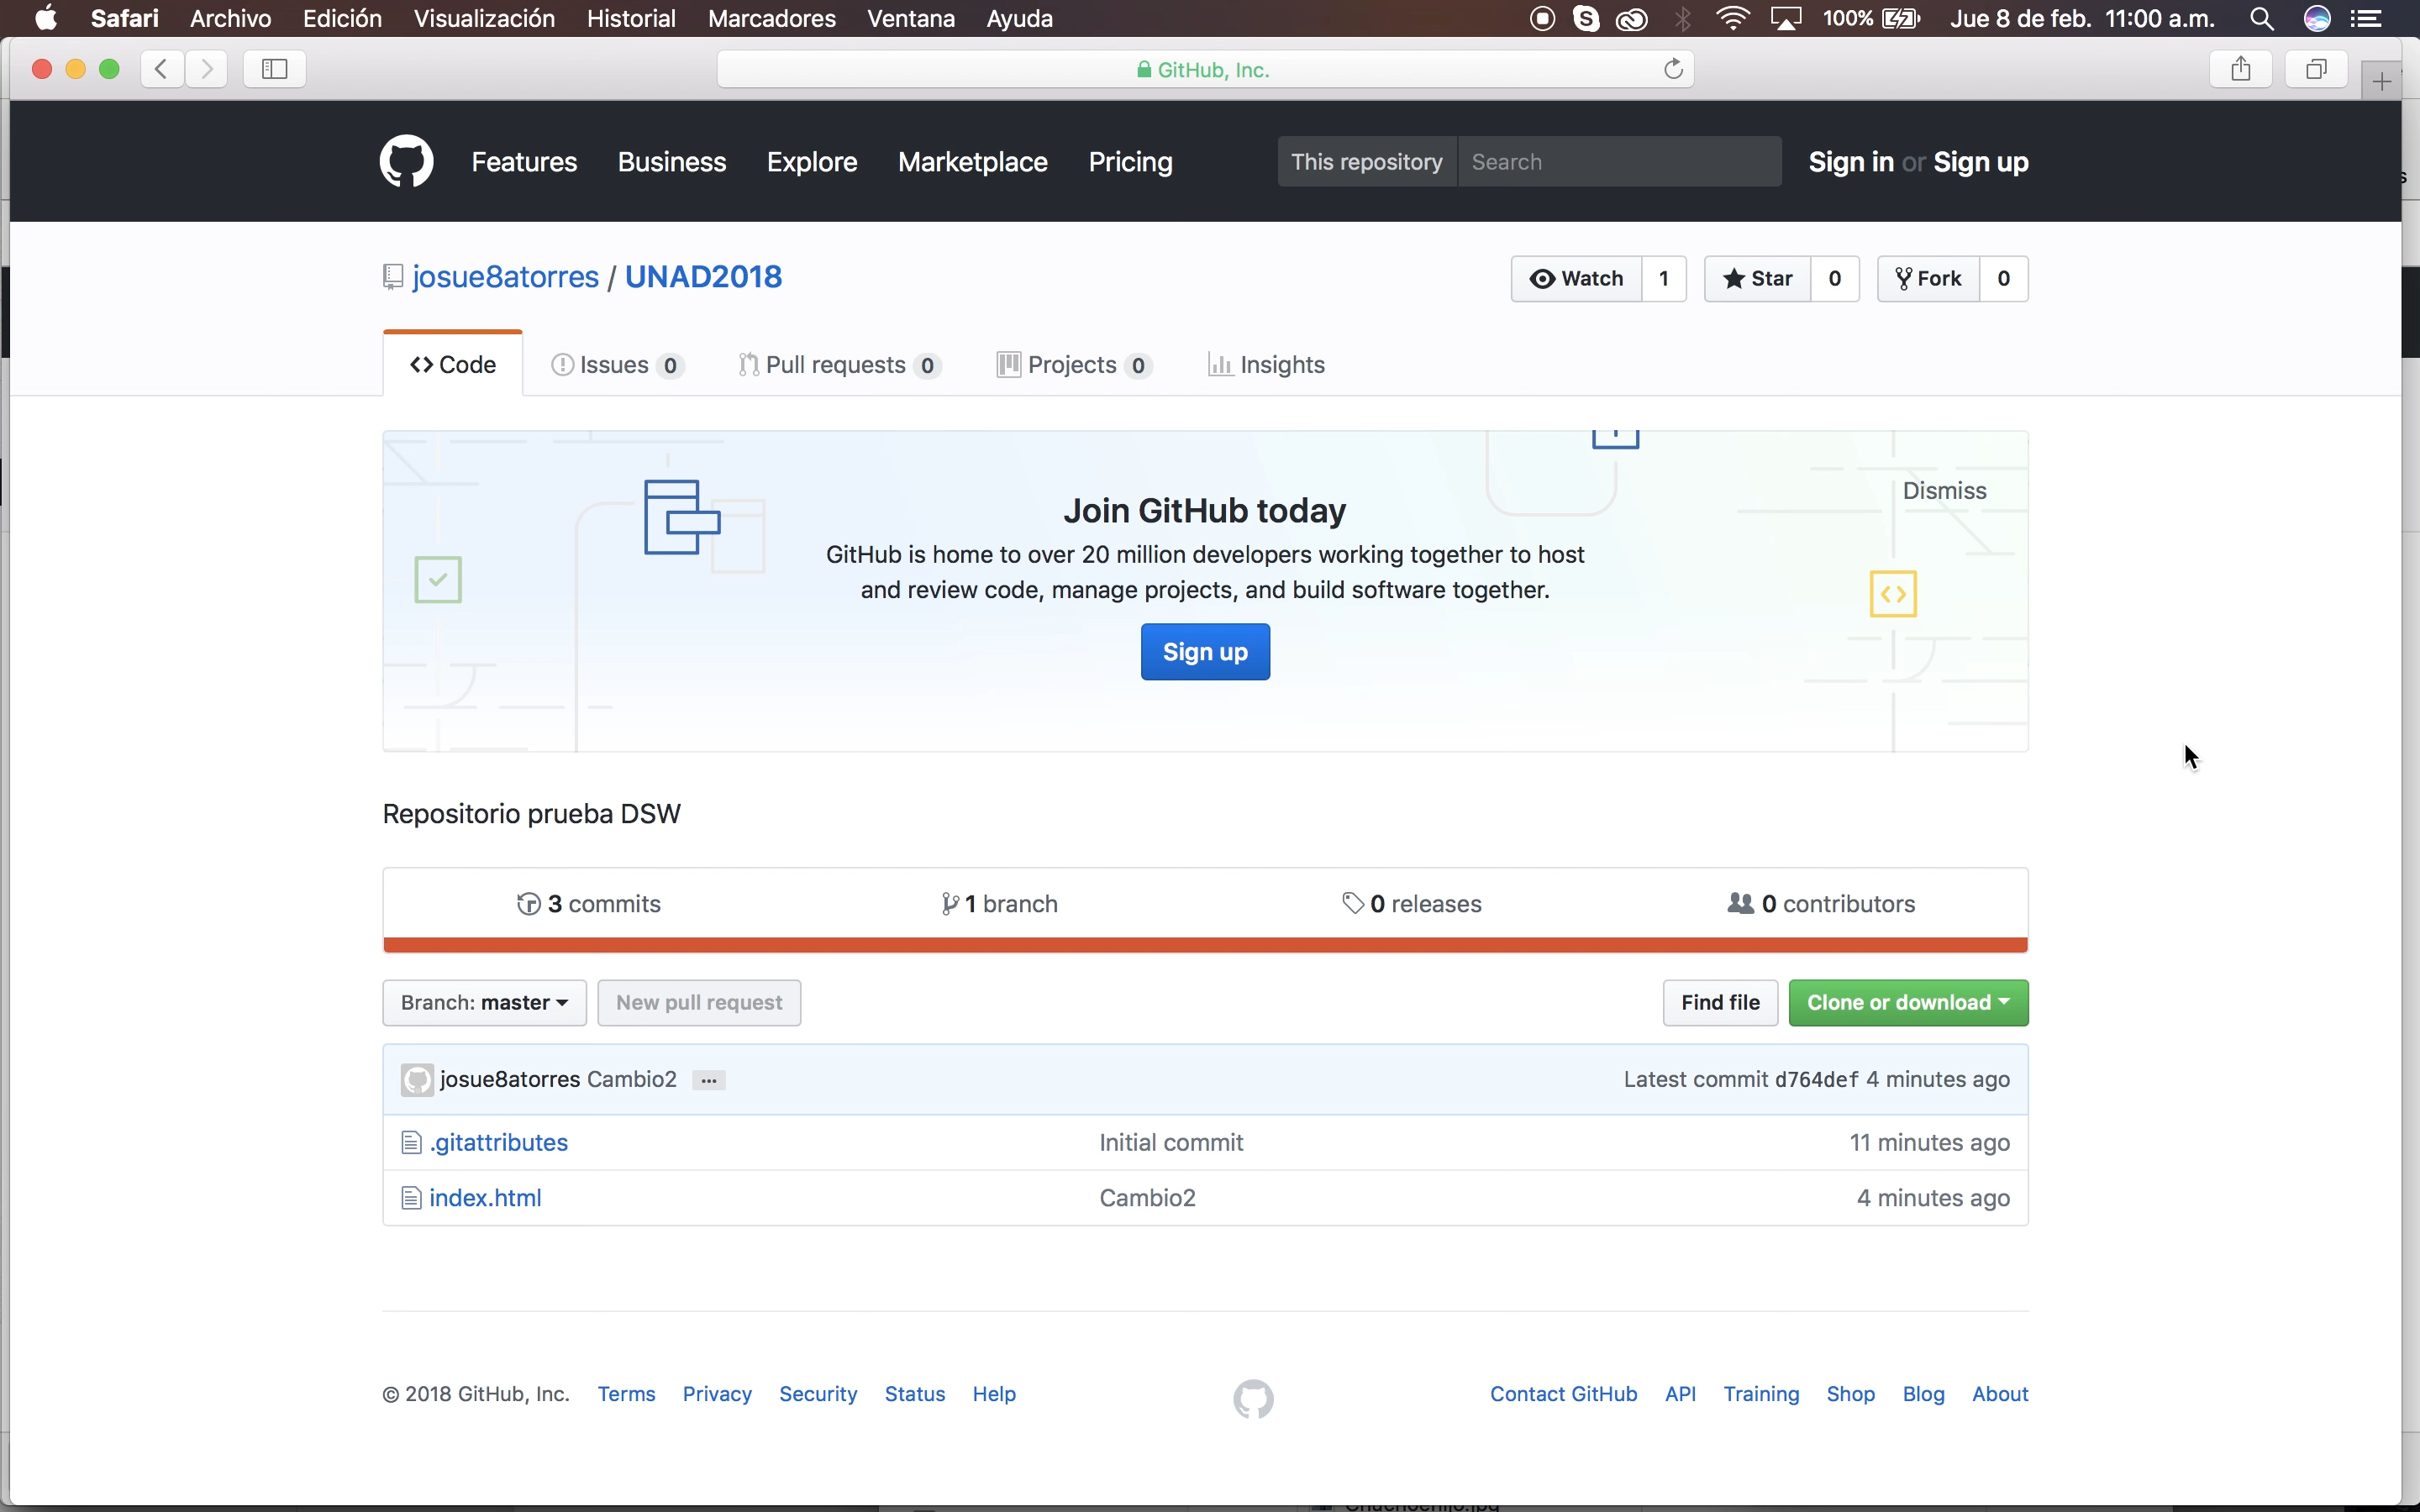 Safari Archivo Edición Visualización Historial Marcadores Ventana Ayuda 100% Jue 8 de feb. 11:00 a.m.
GitHub, Inc.
Features Business Explore Marketplace Pricing This repository Search Sign in or Sign up
josue8atorres / UNAD2018 Watch 1 Star 0 Fork 0
Code Issues 0 Pull requests 0 Projects 0 Insights
Dismiss
Join GitHub today
GitHub is home to over 20 million developers working together to host
and review code, manage projects, and build software together.
Sign up
Repositorio prueba DSW
3 commits 1 branch 0 releases 0 contributors
Branch: master New pull request Find file Clone or download
josue8atorres Cambio2 ... Latest commit d764def 4 minutes ago
.gitattributes Initial commit 11 minutes ago
index.html Cambio2 4 minutes ago
© 2018 GitHub, Inc. Terms Privacy Security Status Help Contact GitHub API Training Shop Blog About